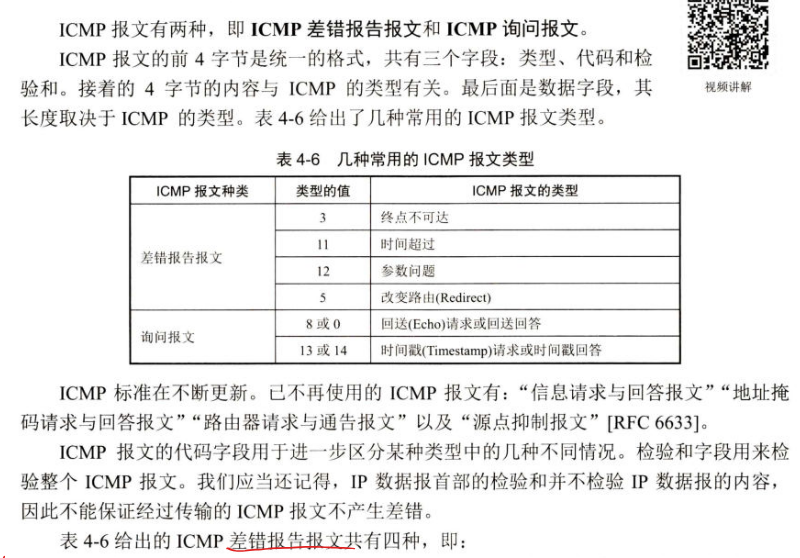 ICMP 报文有两种，即 ICMP 差错报告报文和 ICMP 询问报文。
ICMP 报文的前 4 字节是统一的格式，共有三个字段：类型、代码和检
验和。接着的 4 字节的内容与 ICMP 的类型有关。最后面是数据字段，其
长度取决于 ICMP 的类型。表 4-6 给出了几种常用的 ICMP 报文类型。
视频讲解
表 4-6 几种常用的 ICMP 报文类型
ICMP 报文种类 类型的值 ICMP 报文的类型
差错报告报文
3 终点不可达
11 时间超过
12 参数问题
5 改变路由(Redirect)
询问报文
8 或 0 回送(Echo)请求或回送回答
13 或 14 时间戳(Timestamp)请求或时间戳回答
ICMP 标准在不断更新。已不再使用的 ICMP 报文有：“信息请求与回答报文”“地址掩
码请求与回答报文”“路由器请求与通告报文”以及“源点抑制报文”[RFC 6633]。
ICMP 报文的代码字段用于进一步区分某种类型中的几种不同情况。检验和字段用来检
验整个 ICMP 报文。我们应当还记得，IP 数据报首部的检验和并不检验 IP 数据报的内容，
因此不能保证经过传输的 ICMP 报文不产生差错。
表 4-6 给出的 ICMP 差错报告报文共有四种，即：